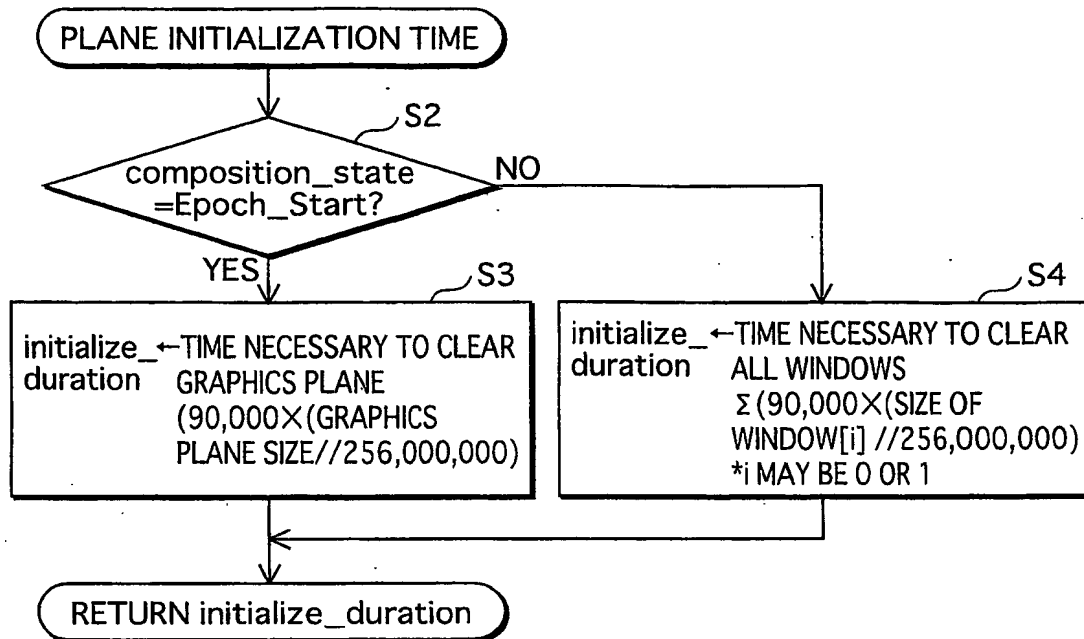 PLANE INITIALIZATION TIME
S2
composition_state
=Epoch_Start?
NO
YES
S3
initialize_ ←TIME NECESSARY TO CLEAR
duration GRAPHICS PLANE
(90,000×(GRAPHICS
PLANE SIZE//256,000,000)
S4
initialize_ ←TIME NECESSARY TO CLEAR
duration ALL WINDOWS
Σ(90,000×(SIZE OF
WINDOW[i] //256,000,000)
*i MAY BE 0 OR 1
RETURN initialize_duration